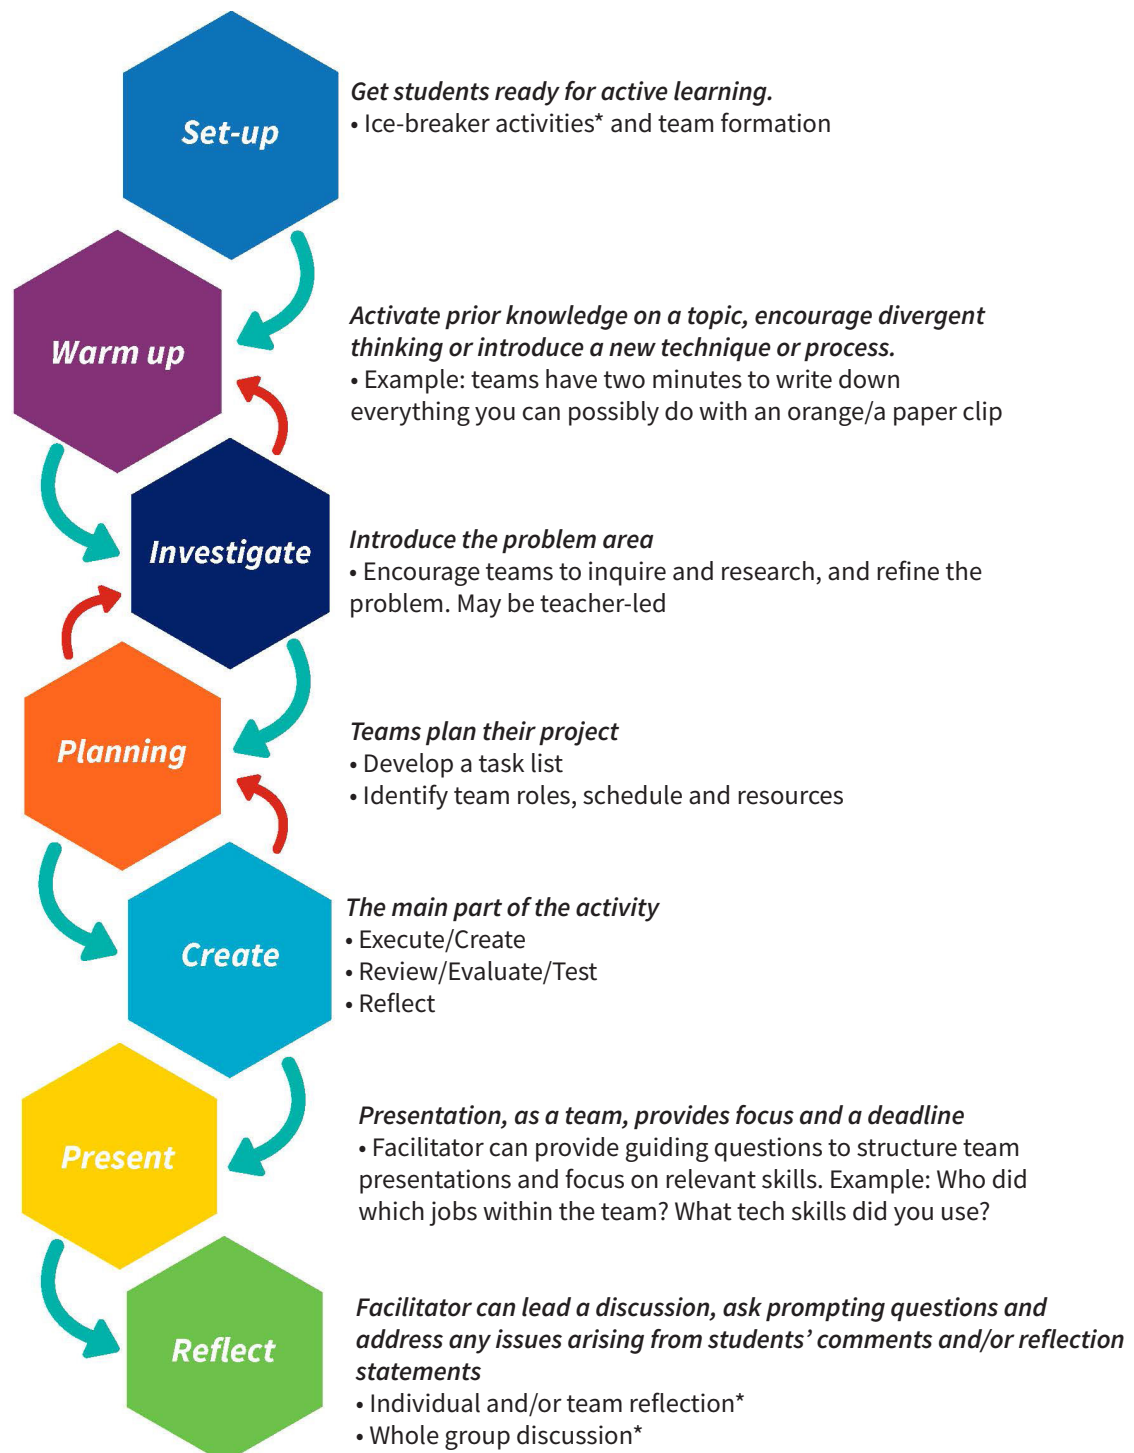 Set-up
Get students ready for active learning.
• Ice-breaker activities* and team formation
Warm up
Activate prior knowledge on a topic, encourage divergent
thinking or introduce a new technique or process.
• Example: teams have two minutes to write down
everything you can possibly do with an orange/a paper clip
Investigate
Introduce the problem area
• Encourage teams to inquire and research, and refine the
problem. May be teacher-led
Planning
Teams plan their project
• Develop a task list
• Identify team roles, schedule and resources
Create
The main part of the activity
• Execute/Create
• Review/Evaluate/Test
• Reflect
Present
Presentation, as a team, provides focus and a deadline
• Facilitator can provide guiding questions to structure team
presentations and focus on relevant skills. Example: Who did
which jobs within the team? What tech skills did you use?
Reflect
Facilitator can lead a discussion, ask prompting questions and
address any issues arising from students’ comments and/or reflection
statements
• Individual and/or team reflection*
• Whole group discussion*